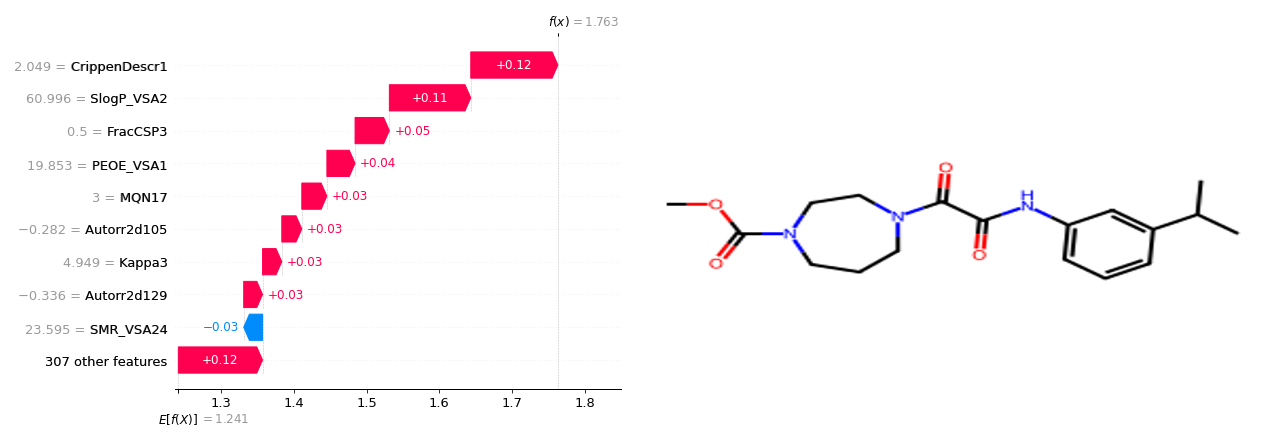 f(x) = 1.763
2.049 = CrippenDescr1
+0.12
60.996 = SlogP_VSA2
+0.11
0.5 = FracCSP3
+0.05
19.853 = PEOE_VSA1
+0.04
3 = MQN17
+0.03
−0.282 = Autorr2d105
+0.03
4.949 = Kappa3
+0.03
−0.336 = Autorr2d129
+0.03
23.595 = SMR_VSA24
−0.03
307 other features
+0.12
1.3 1.4 1.5 1.6 1.7 1.8
E[f(X)] = 1.241
O
H
N
O
N
N
O
O